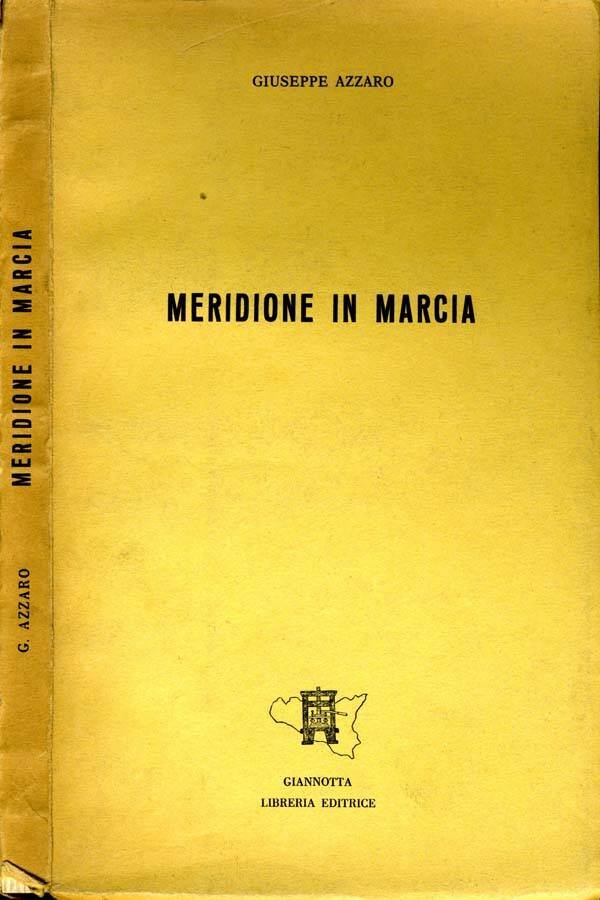 GIUSEPPE AZZARO
MERIDIONE IN MARCIA
GIANNOTTA
LIBRERIA EDITRICE
G. AZZARO
MERIDIONE IN MARCIA